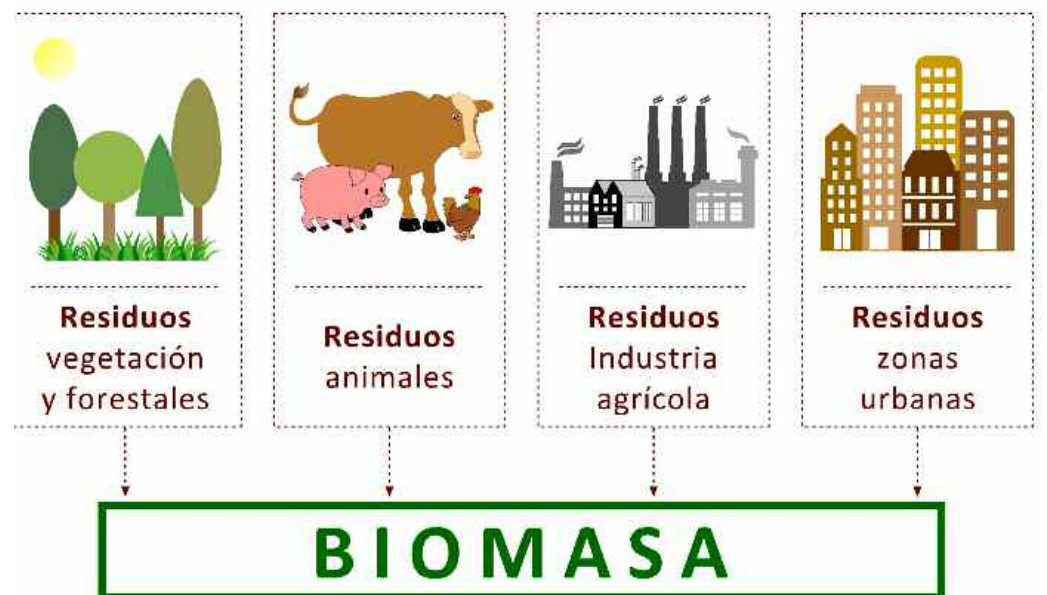 Residuos
vegetación
y forestales
Residuos
animales
Residuos
Industria
agrícola
Residuos
zonas
urbanas
BIOMASA